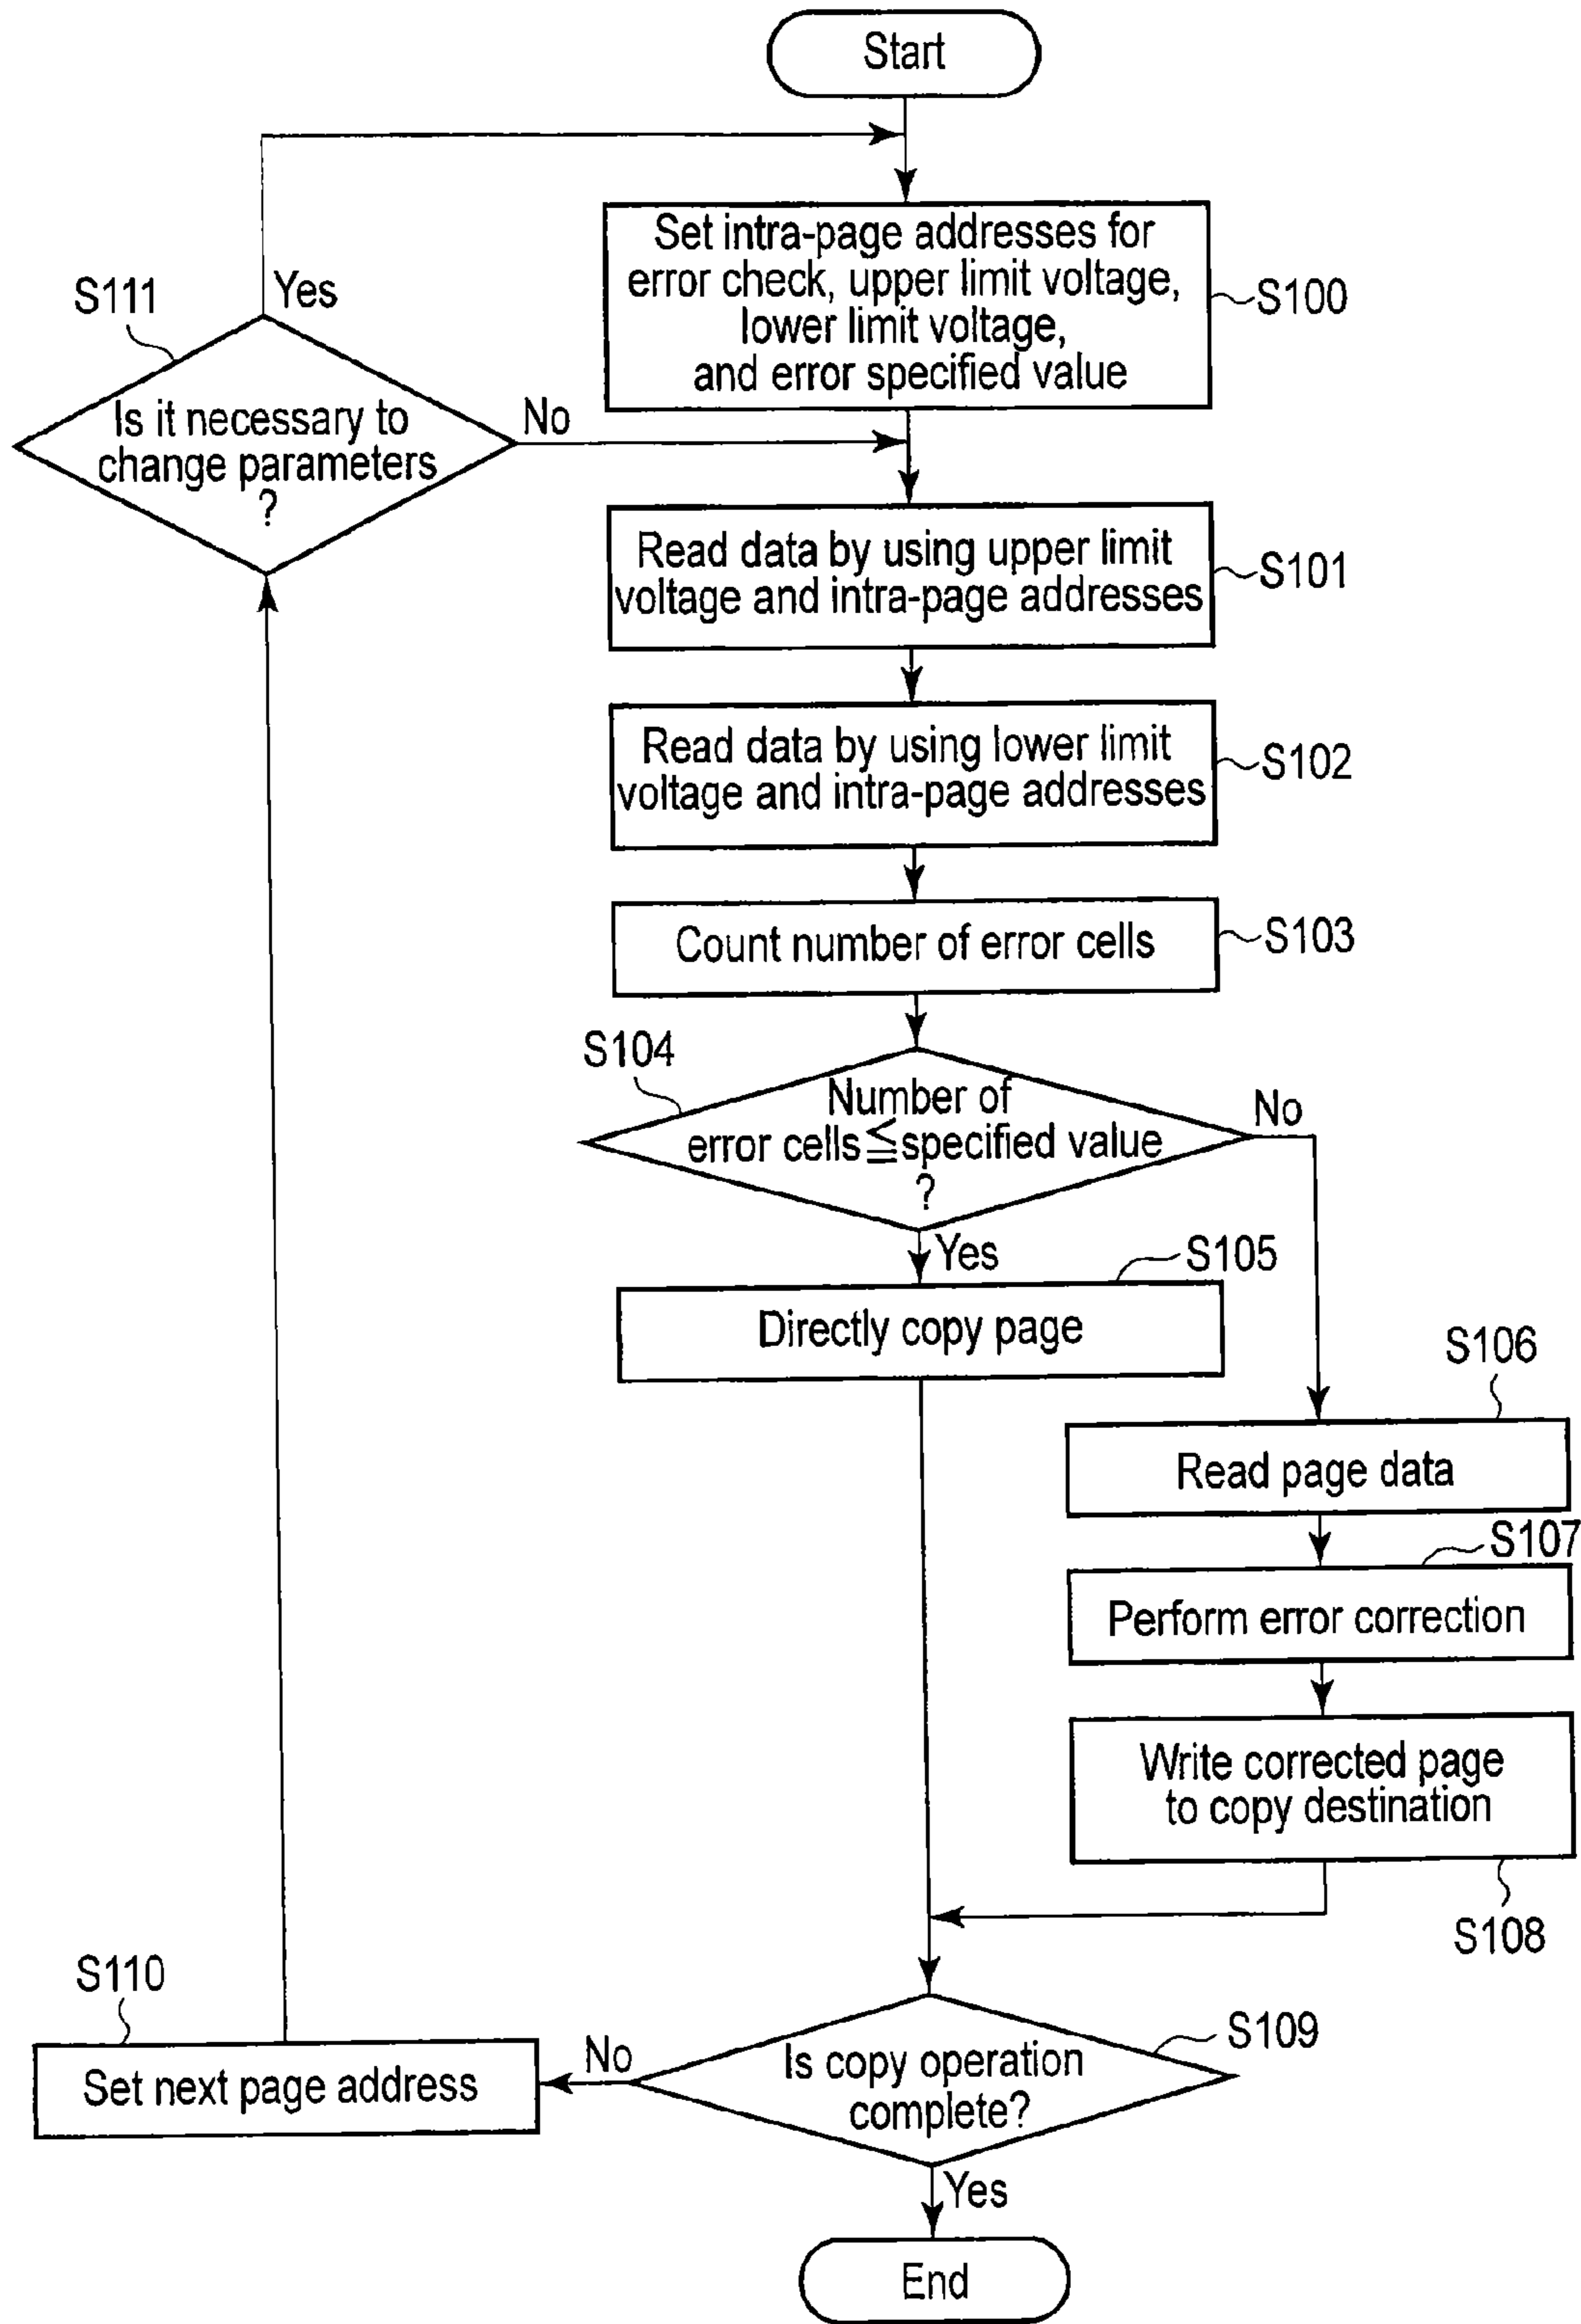 Start
Set intra-page addresses for
error check, upper limit voltage,
lower limit voltage,
and error specified value
S100
S111
Yes
Is it necessary to
change parameters
?
No
Read data by using upper limit
voltage and intra-page addresses
S101
Read data by using lower limit
voltage and intra-page addresses
S102
Count number of error cells
S103
S104
Number of
error cells≦specified value
?
No
Yes
S105
Directly copy page
S106
Read page data
S107
Perform error correction
Write corrected page
to copy destination
S108
S110
Set next page address
No
S109
Is copy operation
complete?
Yes
End